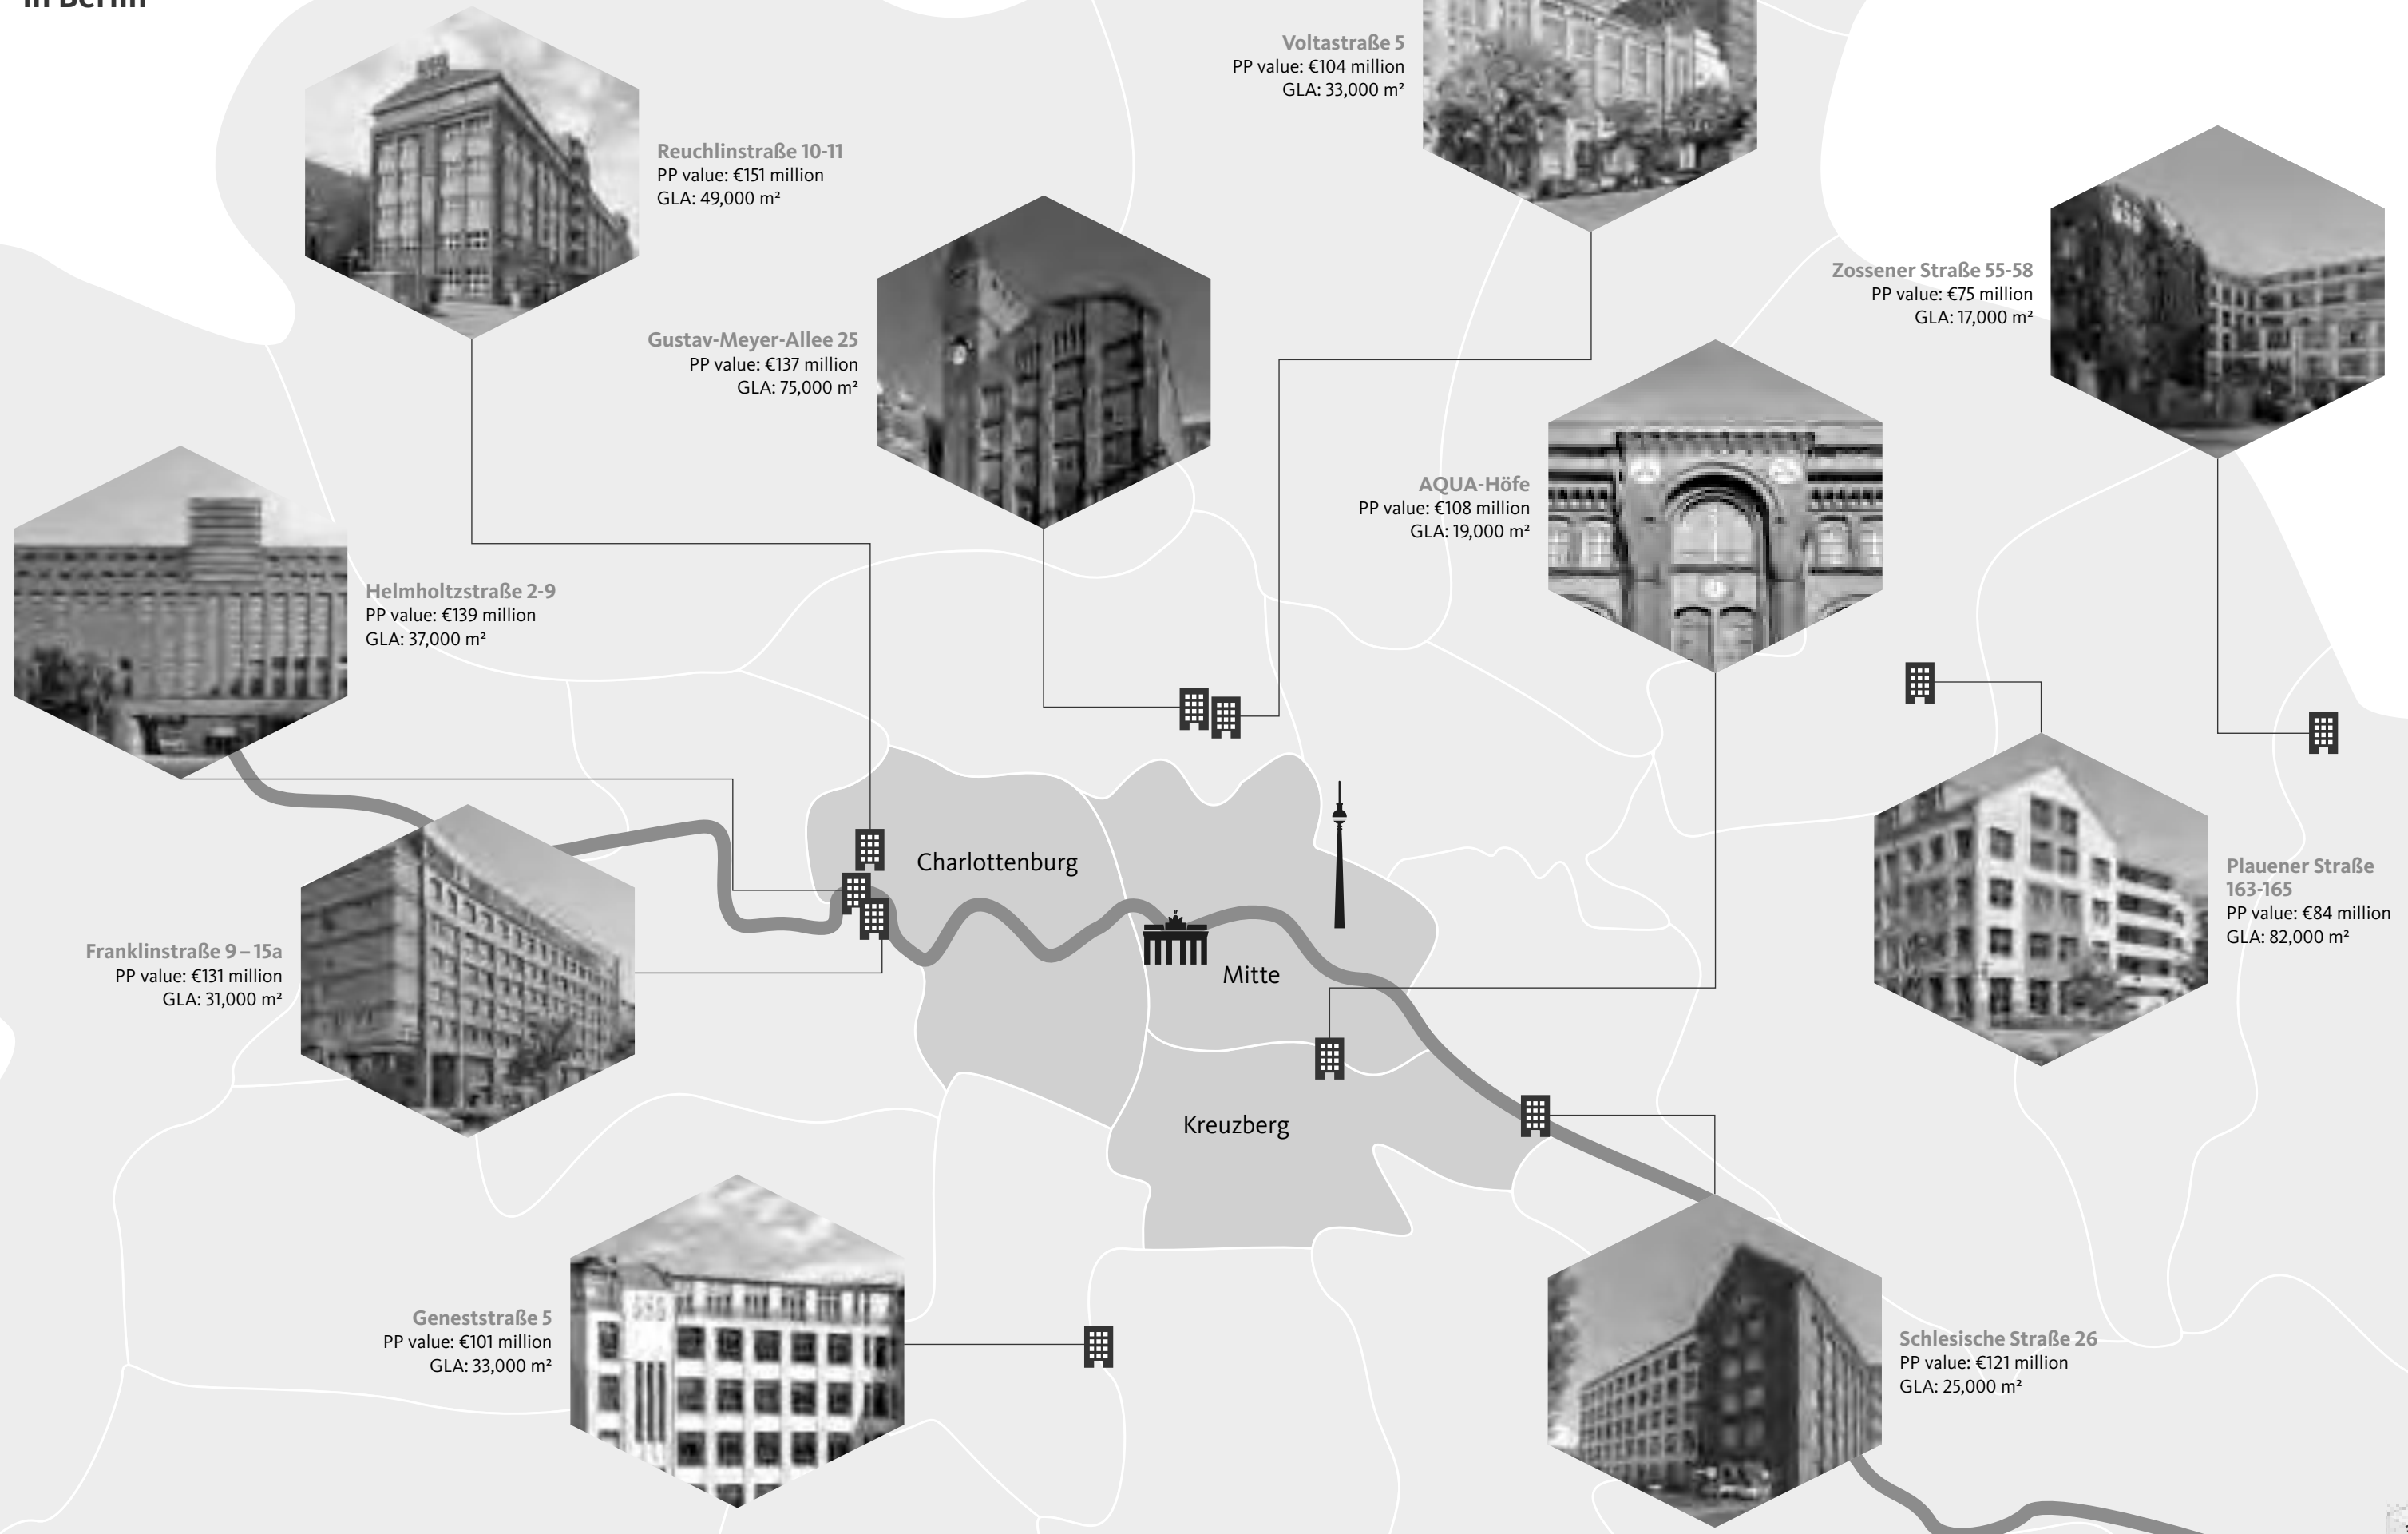 in Berlin
Voltastraße 5
PP value: €104 million
GLA: 33,000 m²
Reuchlinstraße 10-11
PP value: €151 million
GLA: 49,000 m²
Zossener Straße 55-58
PP value: €75 million
GLA: 17,000 m²
Gustav-Meyer-Allee 25
PP value: €137 million
GLA: 75,000 m²
AQUA-Höfe
PP value: €108 million
GLA: 19,000 m²
Helmholtzstraße 2-9
PP value: €139 million
GLA: 37,000 m²
Charlottenburg
Plauener Straße
163-165
PP value: €84 million
GLA: 82,000 m²
Franklinstraße 9 – 15a
PP value: €131 million
GLA: 31,000 m²
Mitte
Kreuzberg
Geneststraße 5
PP value: €101 million
GLA: 33,000 m²
Schlesische Straße 26
PP value: €121 million
GLA: 25,000 m²